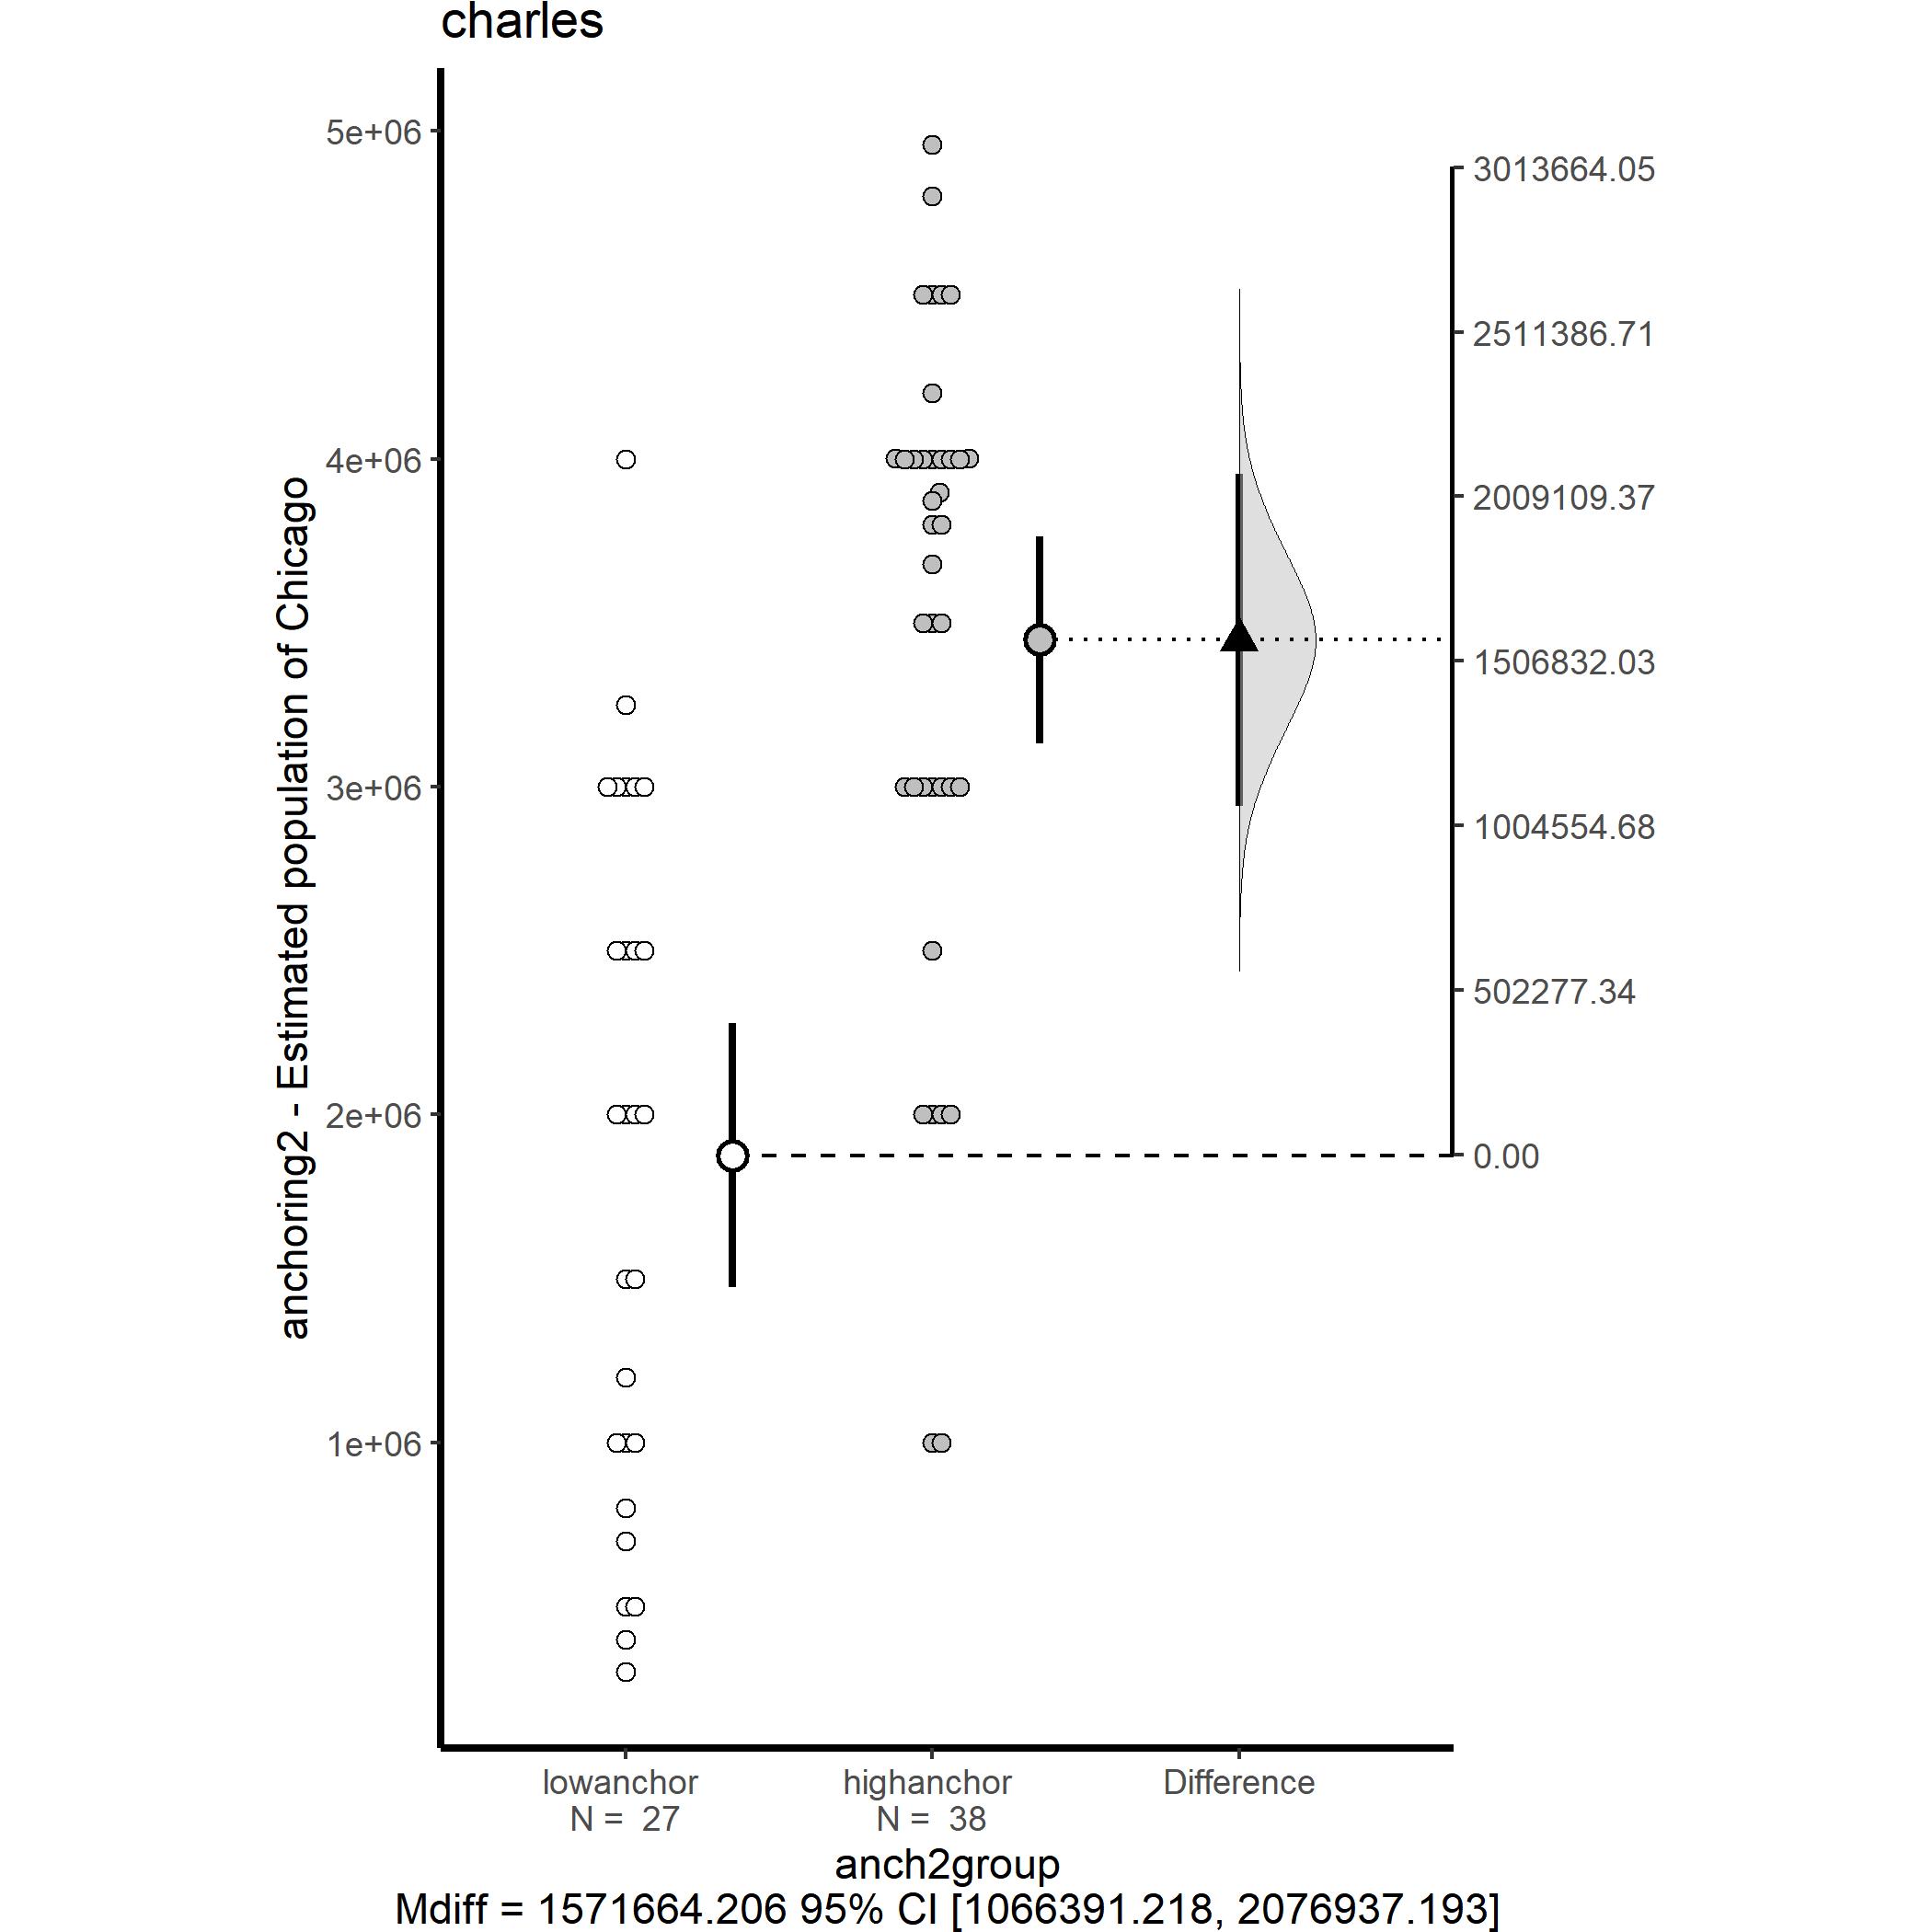 charles
anchoring2 - Estimated population of Chicago
5e+06
4e+06
3e+06
2e+06
1e+06
3013664.05
2511386.71
2009109.37
1506832.03
1004554.68
502277.34
0.00
lowanchor
N = 27
highanchor
N = 38
Difference
anch2group
Mdiff = 1571664.206 95% CI [1066391.218, 2076937.193]